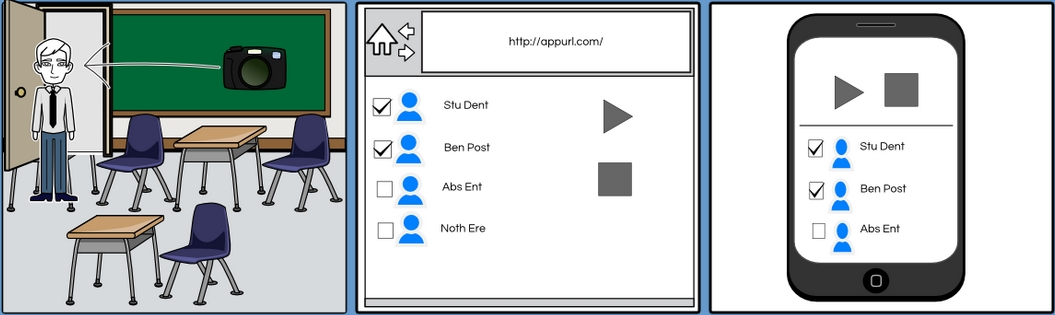 http://appurl.com/
Stu Dent
Ben Post
Abs Ent
Noth Ere
Stu Dent
Ben Post
Abs Ent